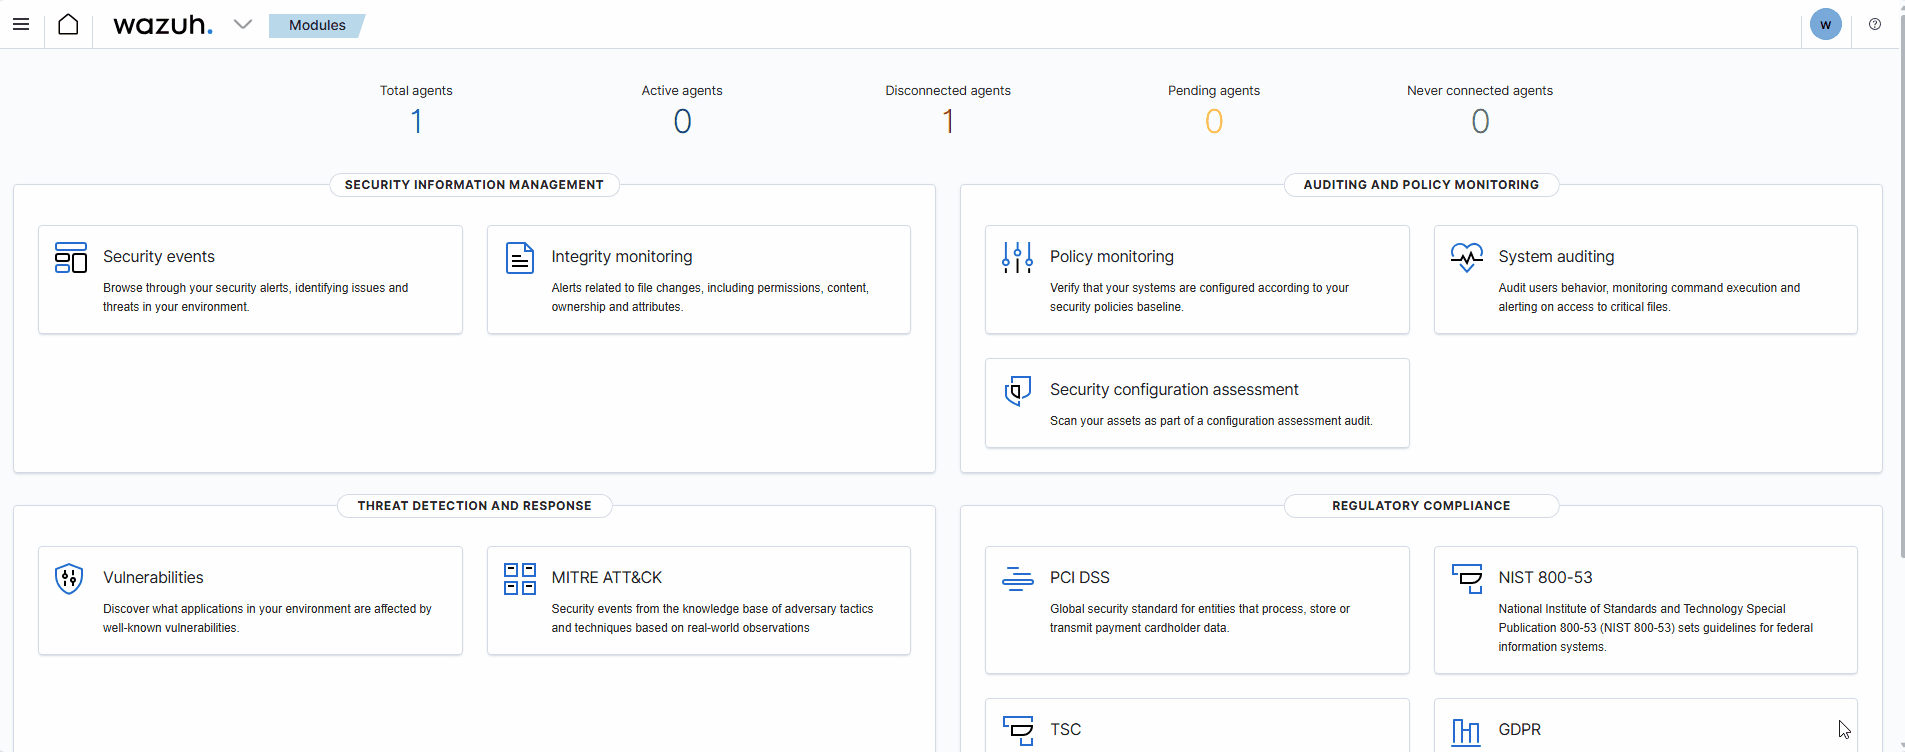 wazuh.
Modules
w
Total agents
1
Active agents
0
Disconnected agents
1
Pending agents
0
Never connected agents
0
SECURITY INFORMATION MANAGEMENT
Security events
Browse through your security alerts, identifying issues and
threats in your environment.
Integrity monitoring
Alerts related to file changes, including permissions, content,
ownership and attributes.
AUDITING AND POLICY MONITORING
Policy monitoring
Verify that your systems are configured according to your
security policies baseline.
System auditing
Audit users behavior, monitoring command execution and
alerting on access to critical files.
Security configuration assessment
Scan your assets as part of a configuration assessment audit.
THREAT DETECTION AND RESPONSE
Vulnerabilities
Discover what applications in your environment are affected by
well-known vulnerabilities.
MITRE ATT&CK
Security events from the knowledge base of adversary tactics
and techniques based on real-world observations
REGULATORY COMPLIANCE
PCI DSS
Global security standard for entities that process, store or
transmit payment cardholder data.
NIST 800-53
National Institute of Standards and Technology Special
Publication 800-53 (NIST 800-53) sets guidelines for federal
information systems.
TSC
GDPR